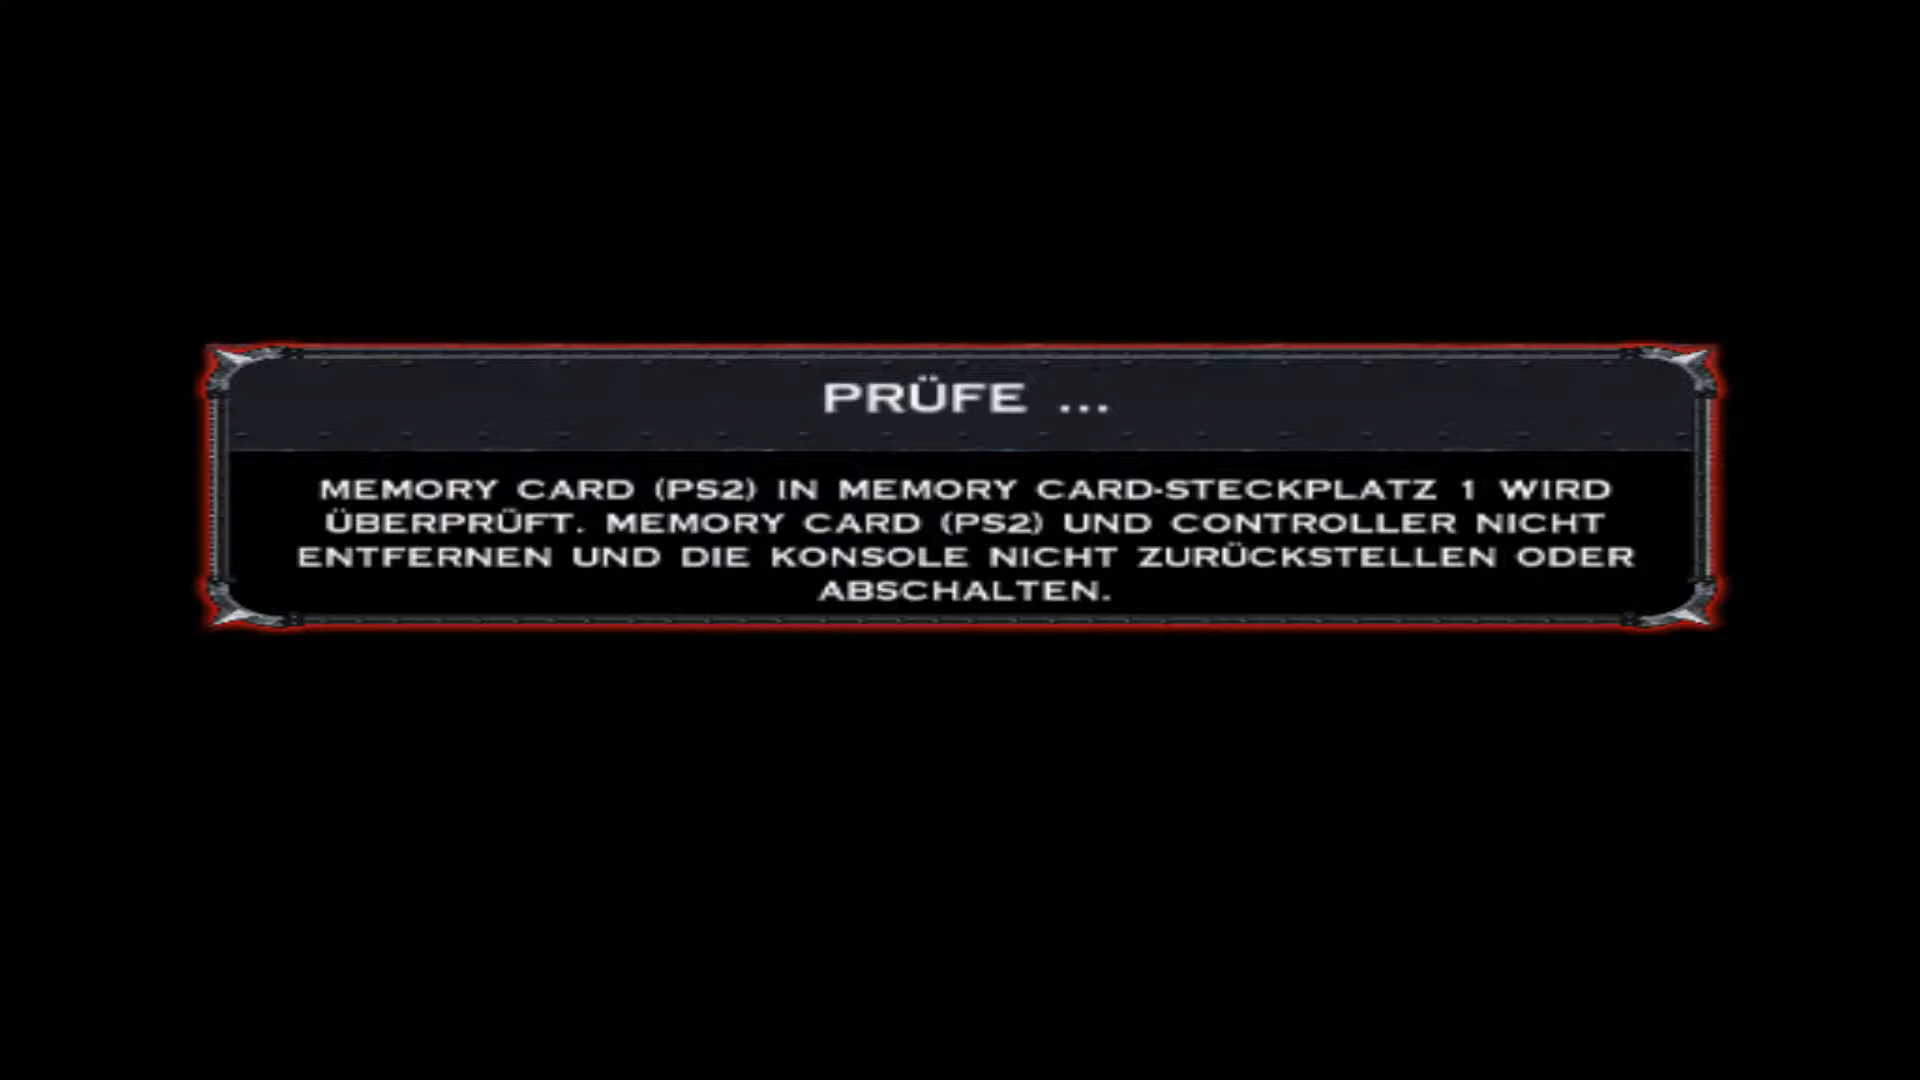 PRÜFE ...
MEMORY CARD (PS2) IN MEMORY CARD-STECKPLATZ 1 WIRD
ÜBERPRÜFT. MEMORY CARD (PS2) UND CONTROLLER NICHT
ENTFERNEN UND DIE KONSOLE NICHT ZURÜCKSTELLEN ODER
ABSCHALTEN.